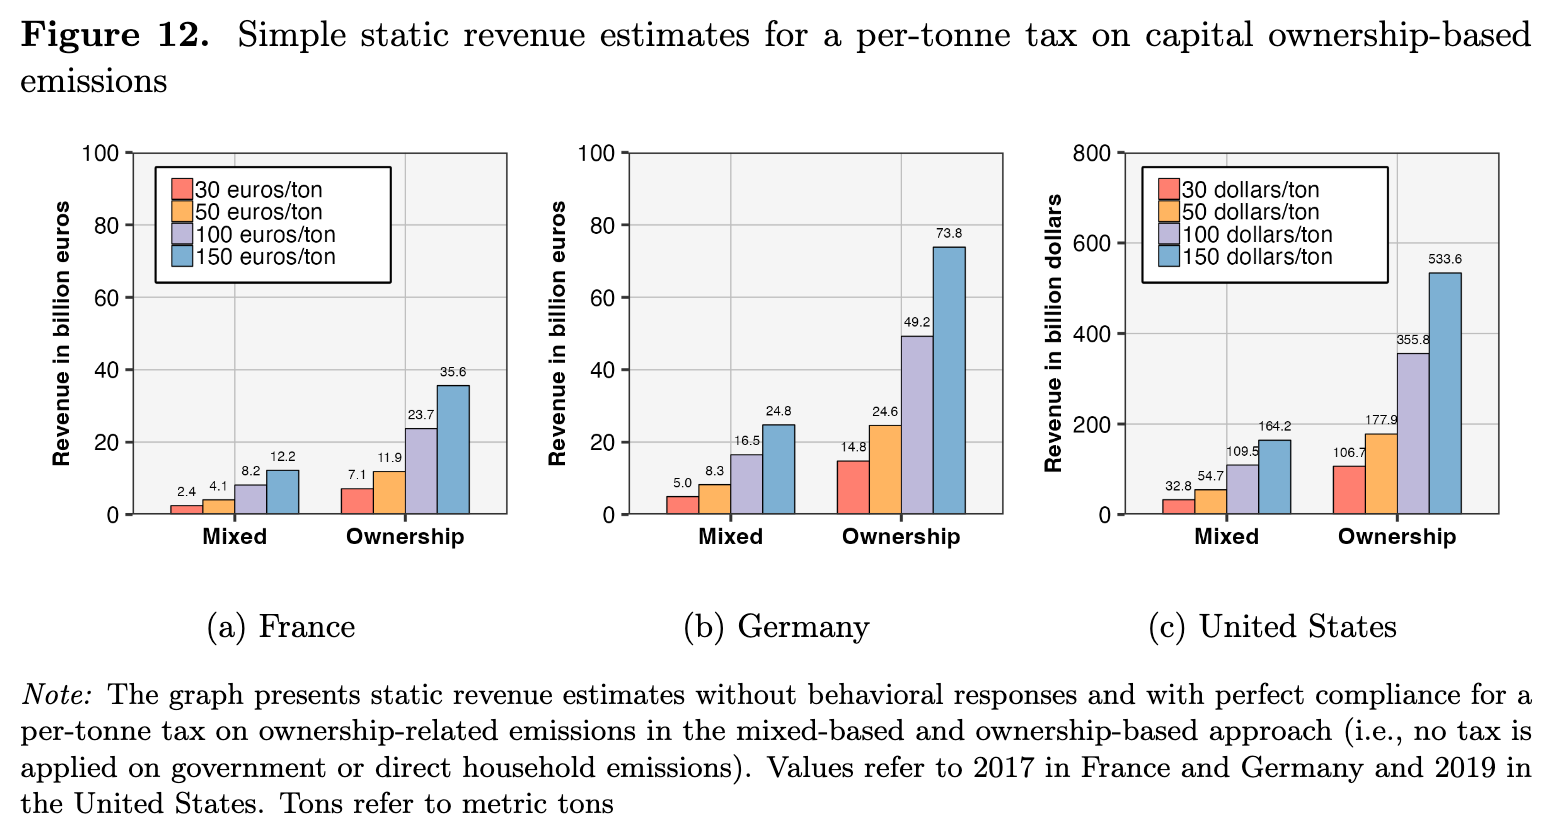 Figure 12. Simple static revenue estimates for a per-tonne tax on capital ownership-based
emissions
Revenue in billion euros
100
80
60
40
20
0
30 euros/ton
50 euros/ton
100 euros/ton
150 euros/ton
2.4
4.1
8.2
12.2
7.1
11.9
23.7
35.6
Mixed
Ownership
(a) France
Revenue in billion euros
100
80
60
40
20
0
5.0
8.3
16.5
24.8
14.8
24.6
49.2
73.8
Mixed
Ownership
(b) Germany
Revenue in billion dollars
800
600
400
200
0
30 dollars/ton
50 dollars/ton
100 dollars/ton
150 dollars/ton
32.8
54.7
109.5
164.2
106.7
177.9
355.8
533.6
Mixed
Ownership
(c) United States
Note: The graph presents static revenue estimates without behavioral responses and with perfect compliance for a
per-tonne tax on ownership-related emissions in the mixed-based and ownership-based approach (i.e., no tax is
applied on government or direct household emissions). Values refer to 2017 in France and Germany and 2019 in
the United States. Tons refer to metric tons